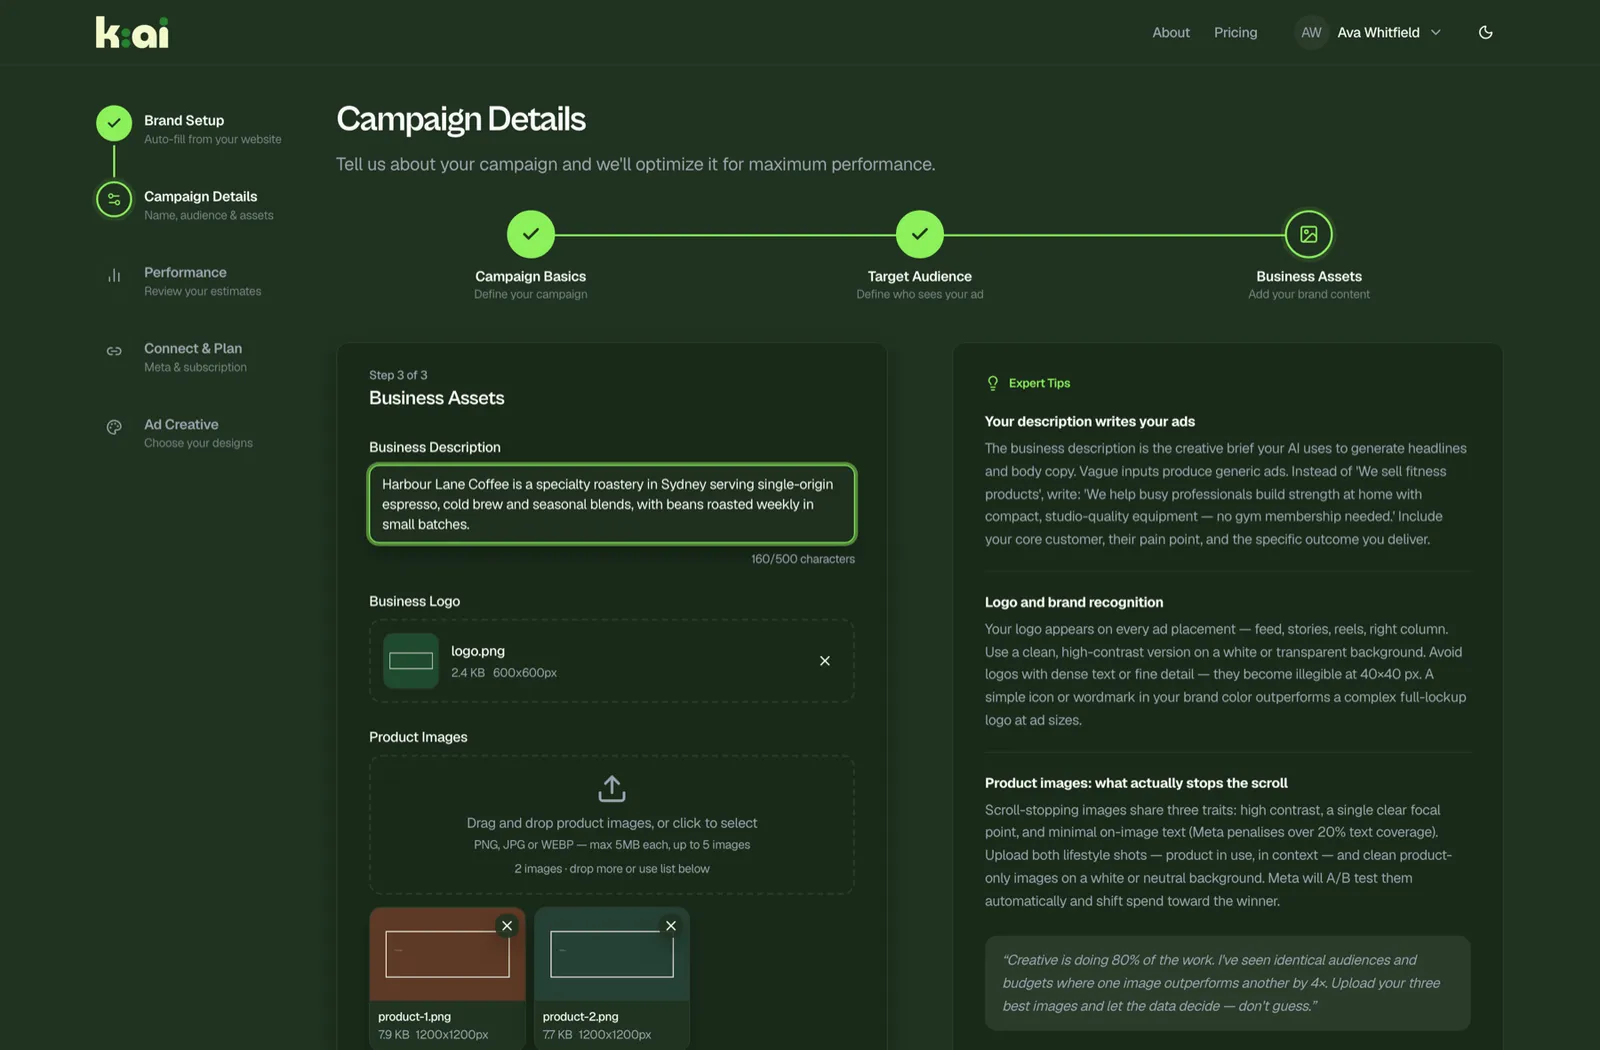 k:ai
About
Pricing
AW
Ava Whitfield
Brand Setup
Auto-fill from your website
Campaign Details
Name, audience & assets
Performance
Review your estimates
Connect & Plan
Meta & subscription
Ad Creative
Choose your designs
Campaign Details
Tell us about your campaign and we'll optimize it for maximum performance.
Campaign Basics
Define your campaign
Target Audience
Define who sees your ad
Business Assets
Add your brand content
Step 3 of 3
Business Assets
Business Description
Harbour Lane Coffee is a specialty roastery in Sydney serving single-origin
espresso, cold brew and seasonal blends, with beans roasted weekly in
small batches.
160/500 characters
Business Logo
logo.png
2.4 KB 600x600px
Product Images
Drag and drop product images, or click to select
PNG, JPG or WEBP — max 5MB each, up to 5 images
2 images · drop more or use list below
product-1.png
7.9 KB 1200x1200px
product-2.png
7.7 KB 1200x1200px
Expert Tips
Your description writes your ads
The business description is the creative brief your AI uses to generate headlines
and body copy. Vague inputs produce generic ads. Instead of 'We sell fitness
products', write: 'We help busy professionals build strength at home with
compact, studio-quality equipment — no gym membership needed.' Include
your core customer, their pain point, and the specific outcome you deliver.
Logo and brand recognition
Your logo appears on every ad placement — feed, stories, reels, right column.
Use a clean, high-contrast version on a white or transparent background. Avoid
logos with dense text or fine detail — they become illegible at 40×40 px. A
simple icon or wordmark in your brand color outperforms a complex full-lockup
logo at ad sizes.
Product images: what actually stops the scroll
Scroll-stopping images share three traits: high contrast, a single clear focal
point, and minimal on-image text (Meta penalises over 20% text coverage).
Upload both lifestyle shots — product in use, in context — and clean product-
only images on a white or neutral background. Meta will A/B test them
automatically and shift spend toward the winner.
“Creative is doing 80% of the work. I've seen identical audiences and
budgets where one image outperforms another by 4×. Upload your three
best images and let the data decide — don't guess.”